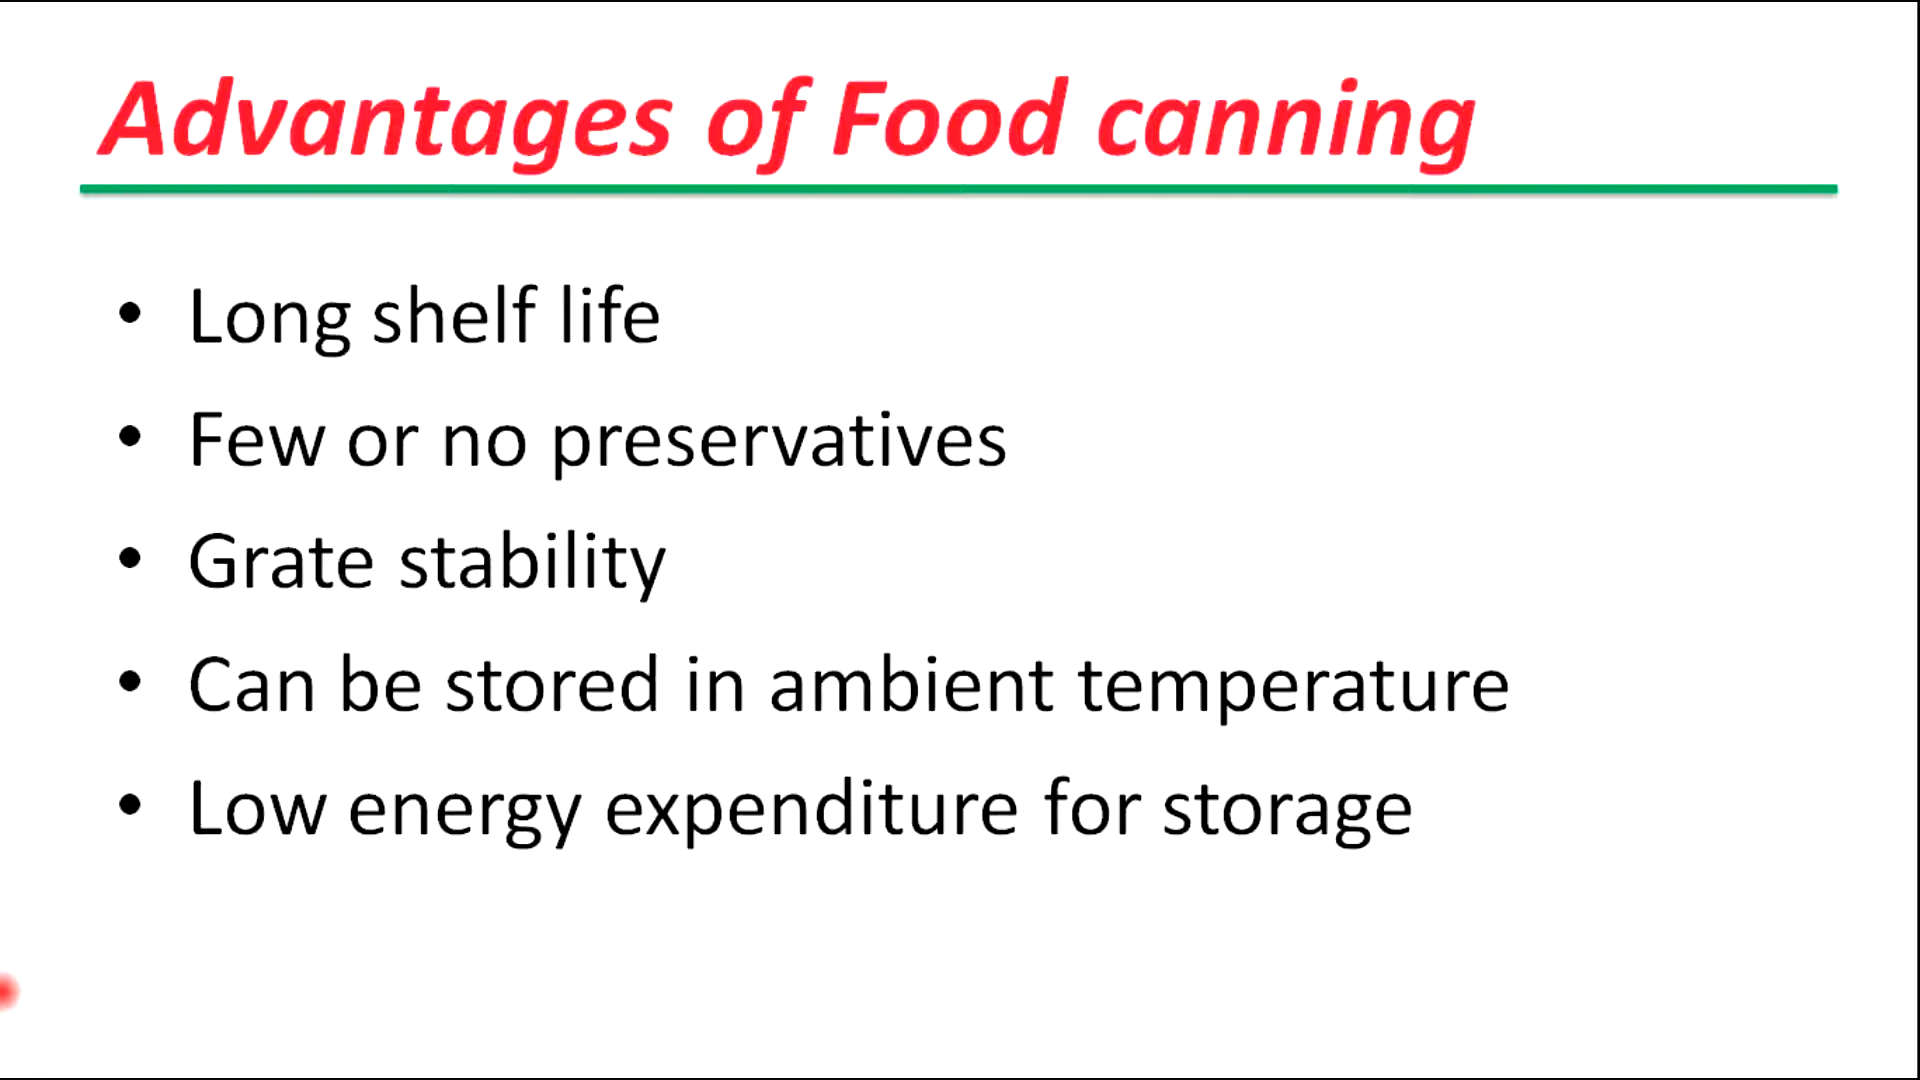 Advantages of Food canning
• Long shelf life
• Few or no preservatives
• Grate stability
• Can be stored in ambient temperature
• Low energy expenditure for storage